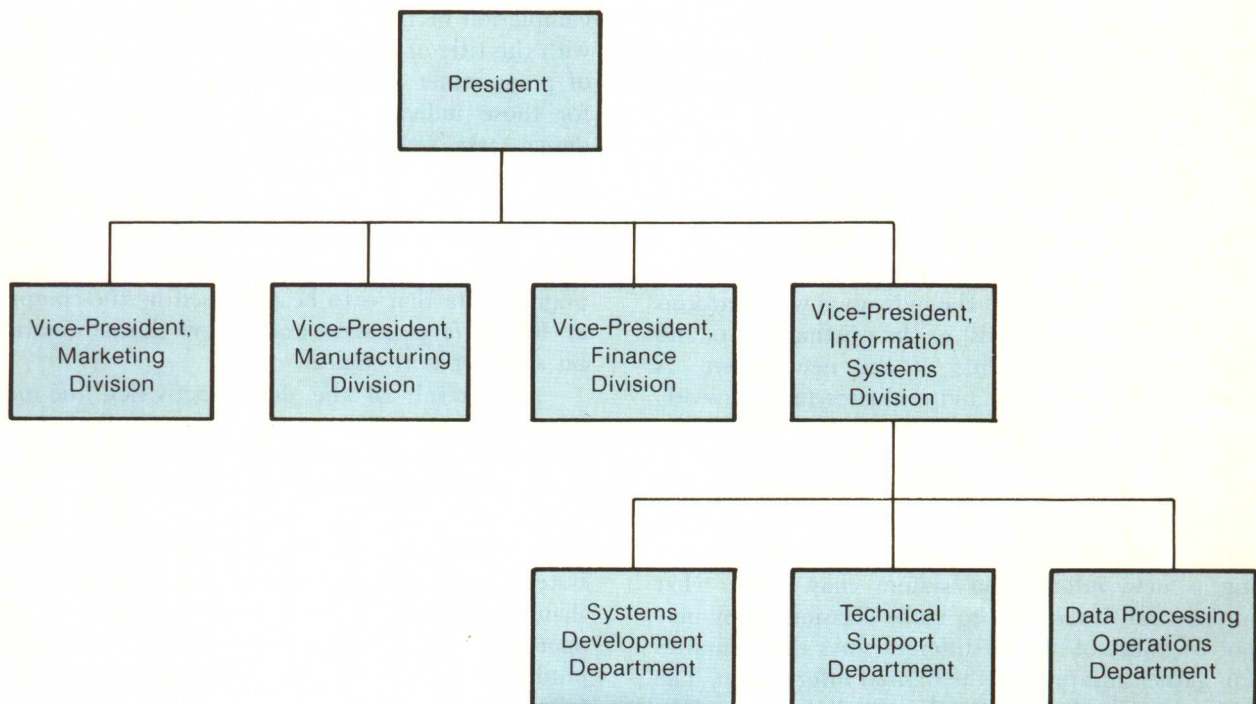 President
Vice-President,
Marketing
Division
Vice-President,
Manufacturing
Division
Vice-President,
Finance
Division
Vice-President,
Information
Systems
Division
Systems
Development
Department
Technical
Support
Department
Data Processing
Operations
Department